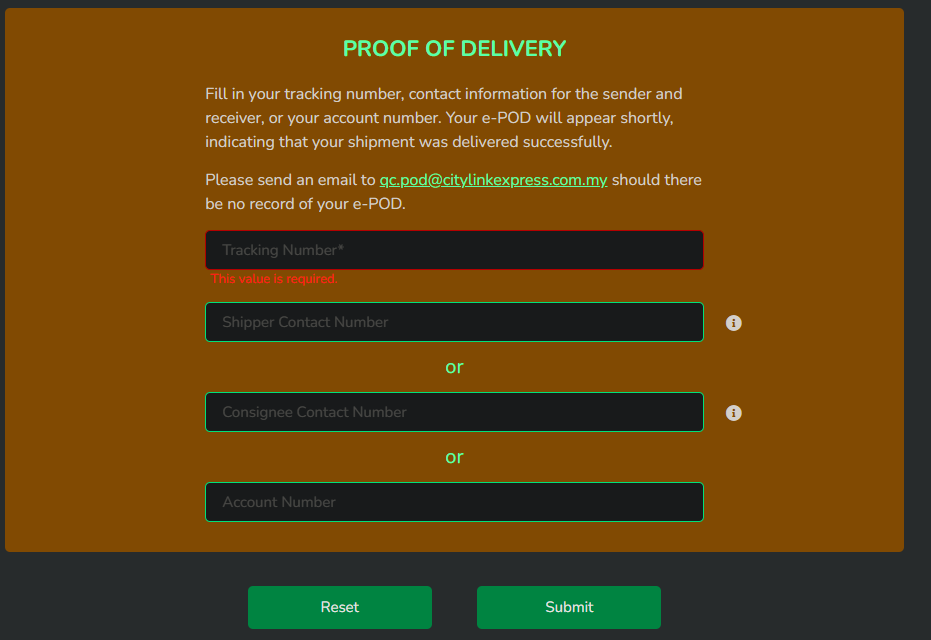 PROOF OF DELIVERY
Fill in your tracking number, contact information for the sender and
receiver, or your account number. Your e-POD will appear shortly,
indicating that your shipment was delivered successfully.
Please send an email to qc.pod@citylinkexpress.com.my should there
be no record of your e-POD.
Tracking Number*
This value is required.
Shipper Contact Number
or
Consignee Contact Number
or
Account Number
Reset Submit